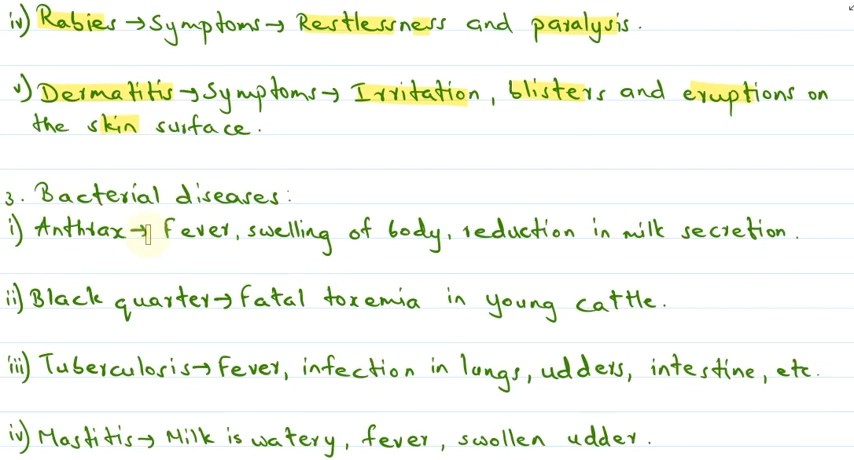 iv) Rabies → Symptoms → Restlessness and paralysis.
v) Dermatitis → Symptoms → Irritation, blisters and eruptions on
the skin surface.
3. Bacterial diseases:
i) Anthrax → Fever, swelling of body, reduction in milk secretion.
ii) Black quarter → Fatal toxemia in young cattle.
iii) Tuberculosis → Fever, infection in lungs, udders, intestine, etc.
iv) Mastitis → Milk is watery, fever, swollen udder.